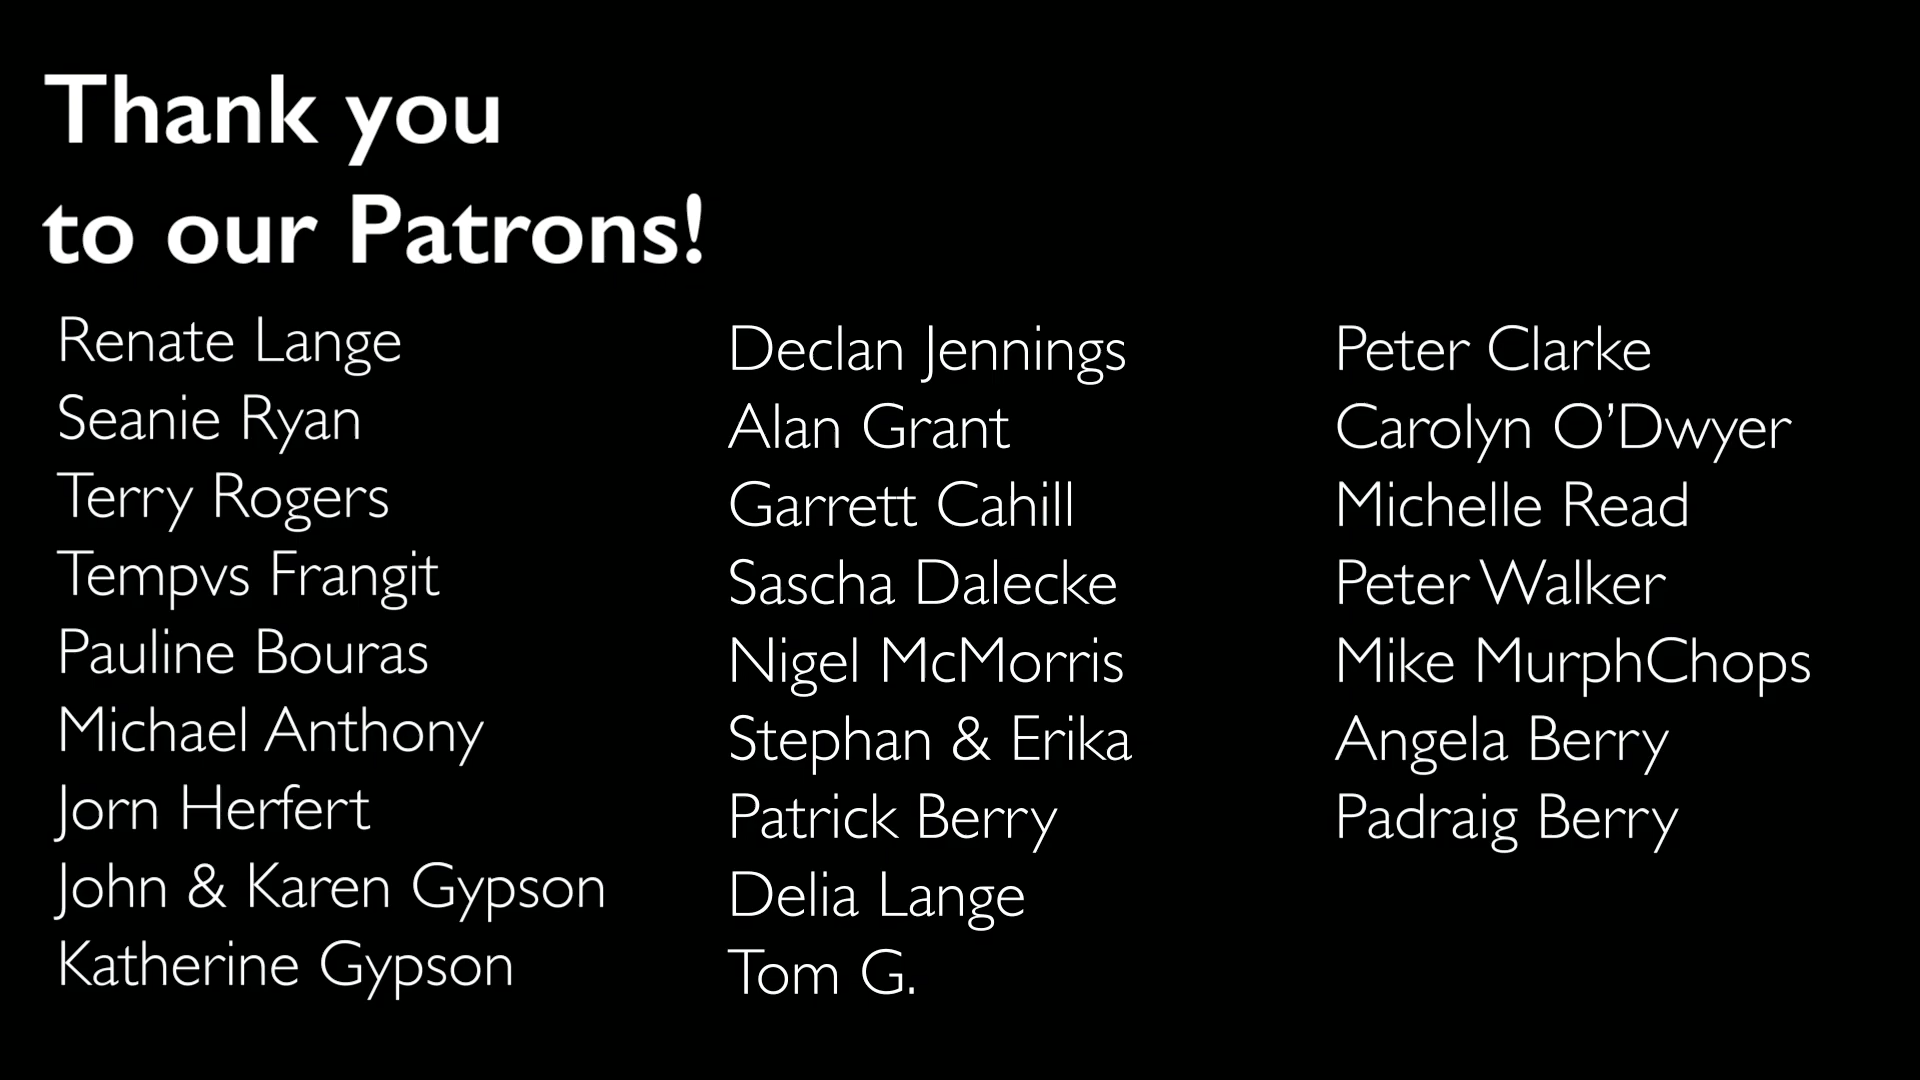 Thank you
to our Patrons!
Renate Lange
Seanie Ryan
Terry Rogers
Tempvs Frangit
Pauline Bouras
Michael Anthony
Jorn Herfert
John & Karen Gypson
Katherine Gypson
Declan Jennings
Alan Grant
Garrett Cahill
Sascha Dalecke
Nigel McMorris
Stephan & Erika
Patrick Berry
Delia Lange
Tom G.
Peter Clarke
Carolyn O’Dwyer
Michelle Read
Peter Walker
Mike MurphChops
Angela Berry
Padraig Berry